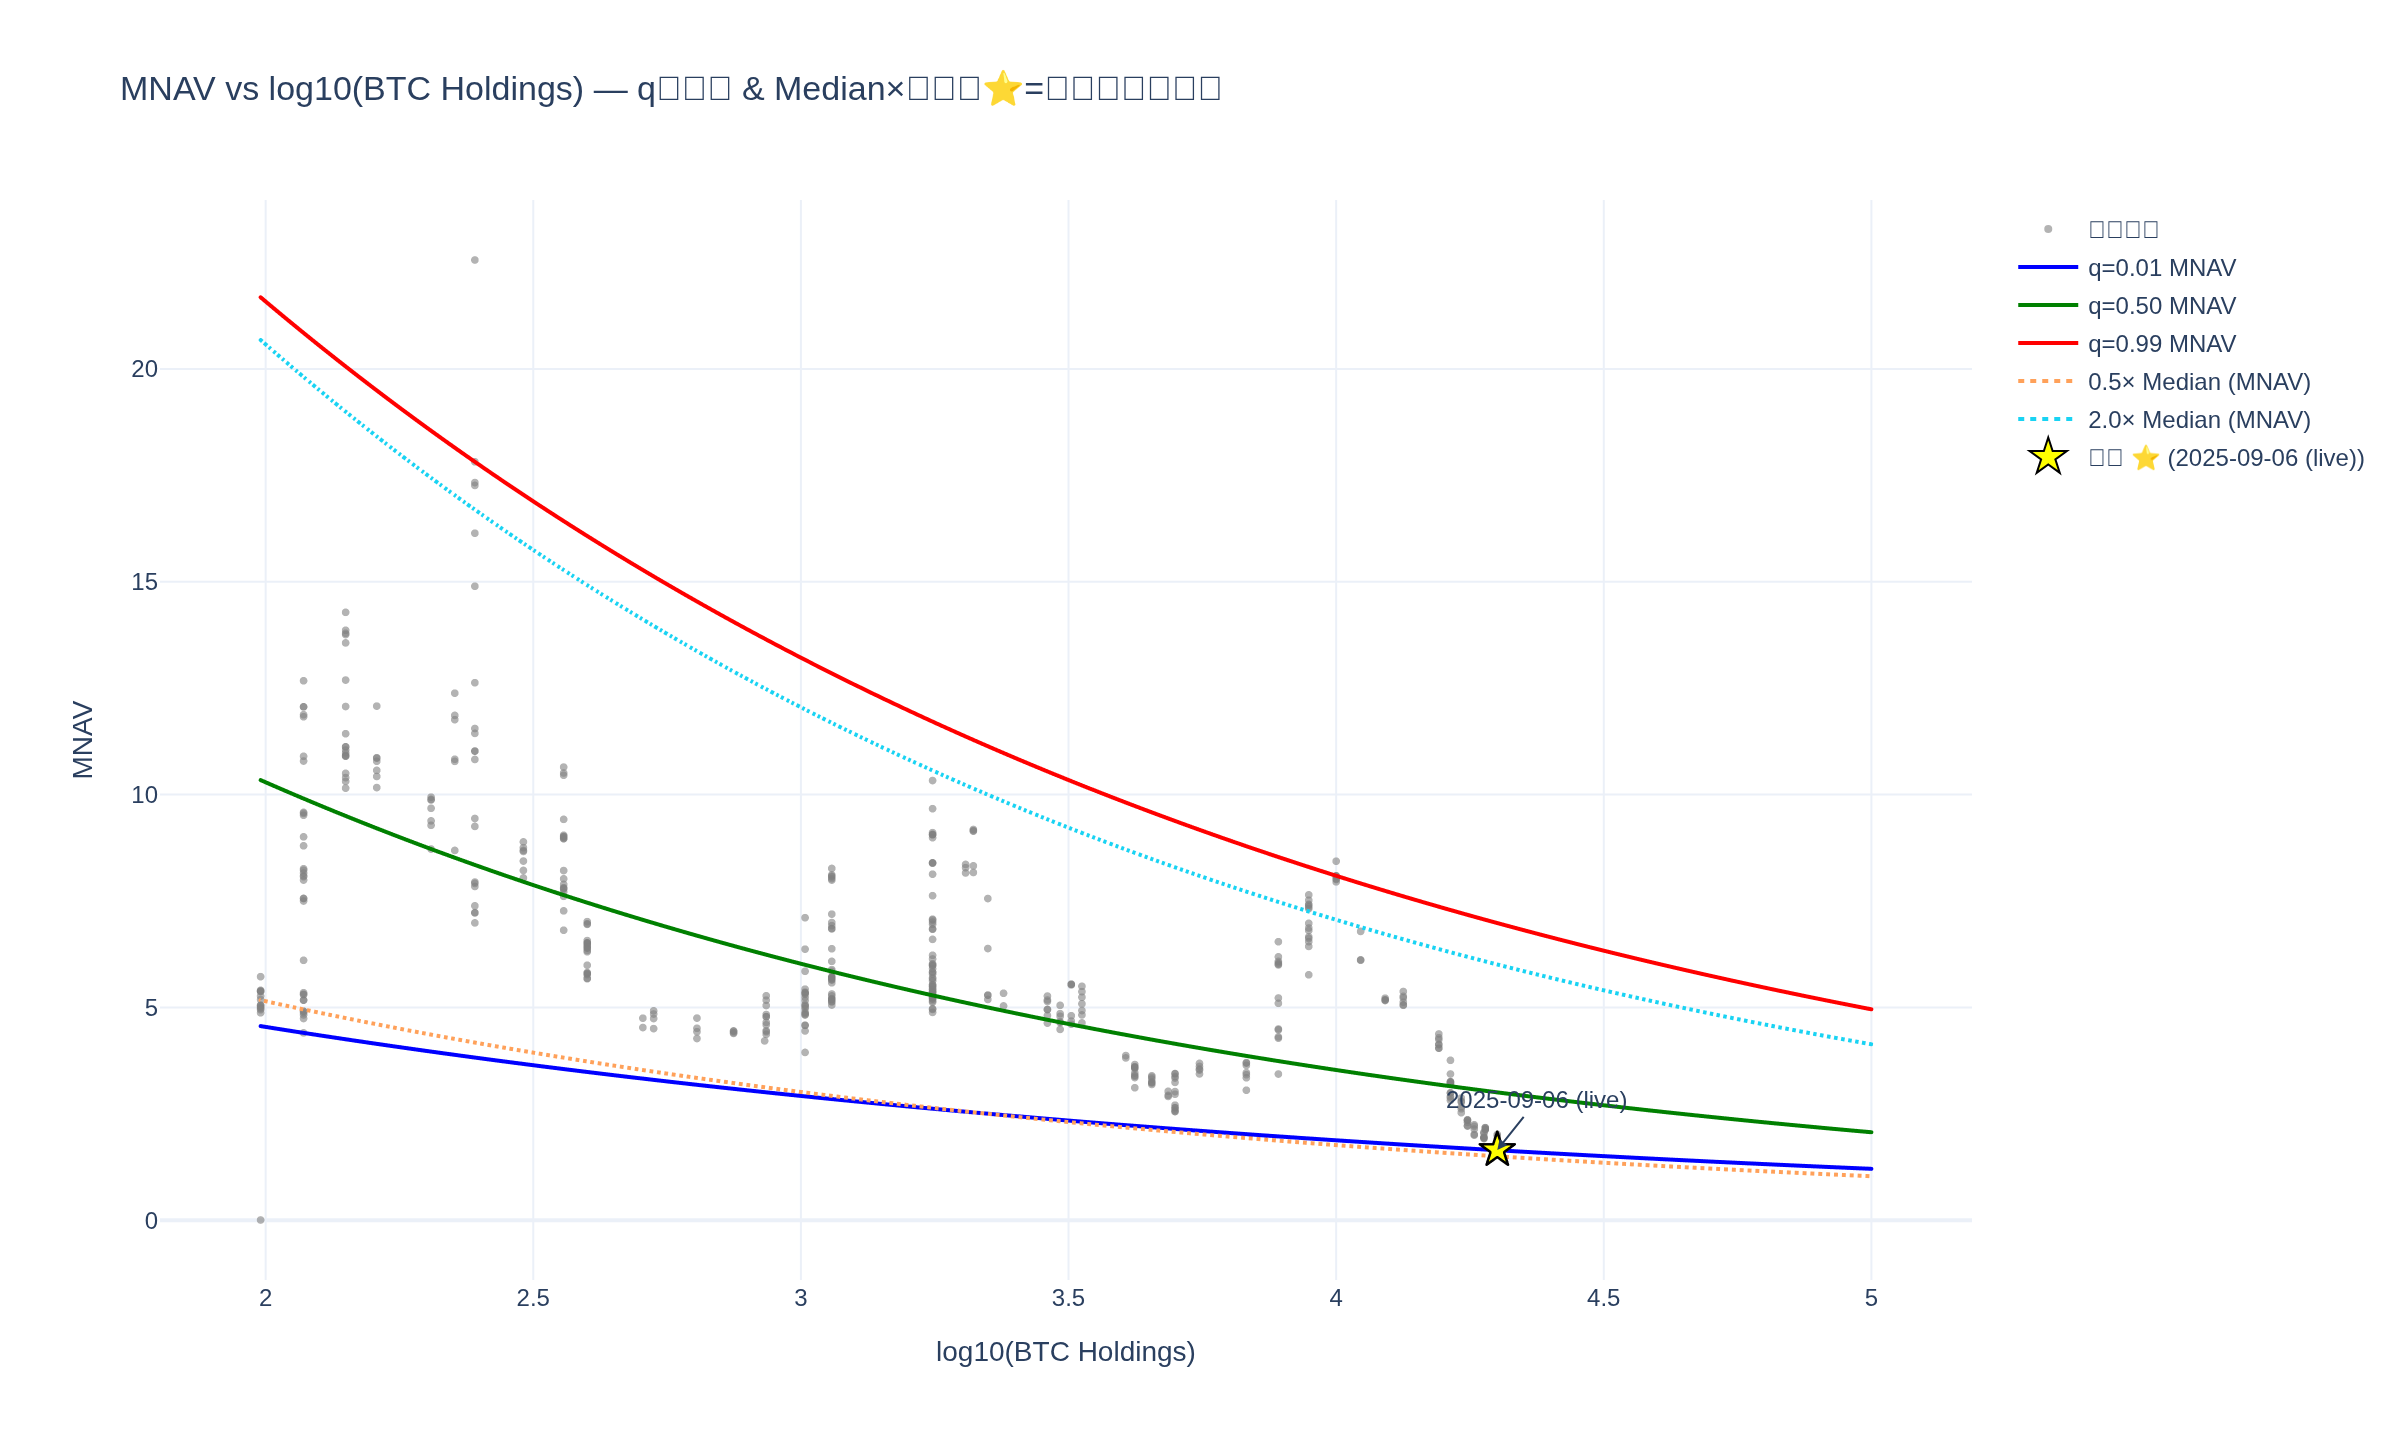 MNAV vs log10(BTC Holdings) — q & Median×⭐=
q=0.01 MNAV
q=0.50 MNAV
q=0.99 MNAV
0.5× Median (MNAV)
2.0× Median (MNAV)
⭐ (2025-09-06 (live))
MNAV
20
15
10
5
0
2025-09-06 (live)
2
2.5
3
3.5
4
4.5
5
log10(BTC Holdings)